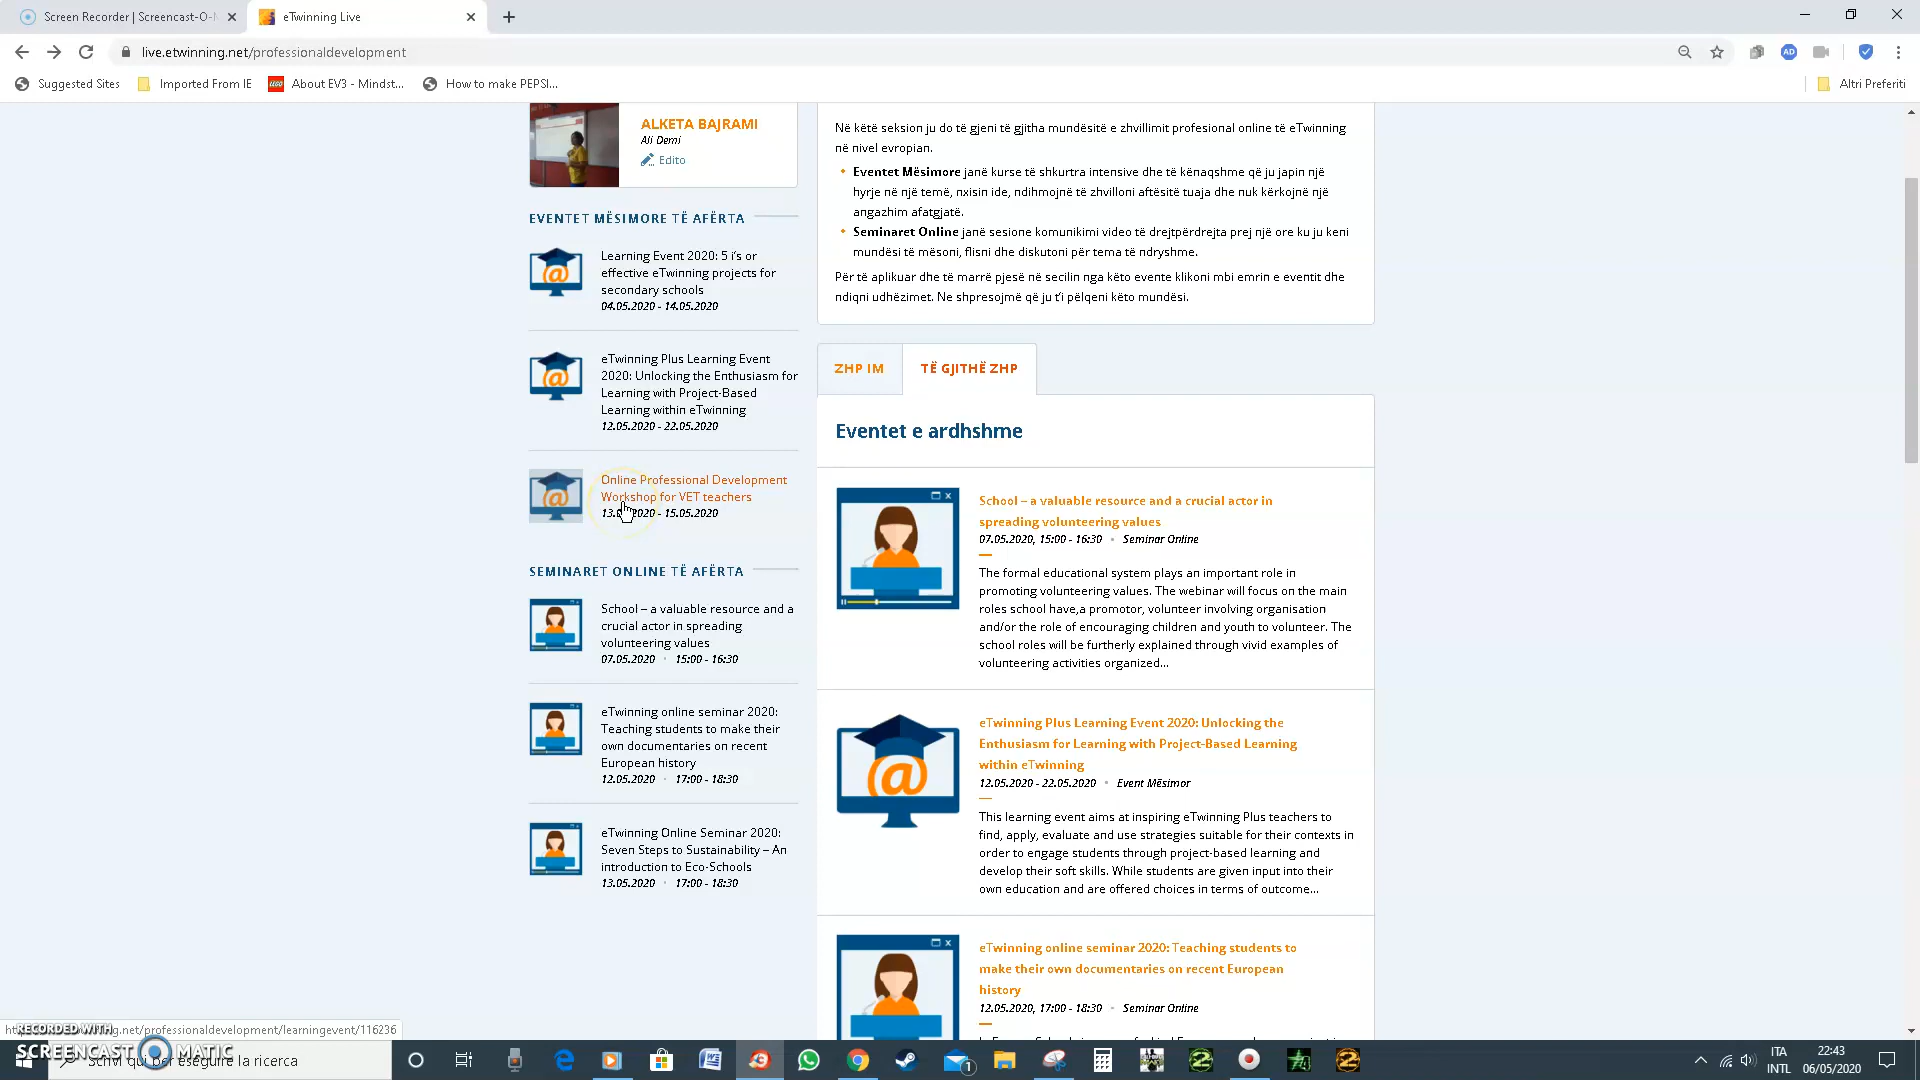 Screen Recorder | Screencast-O-M
eTwinning Live
live.etwinning.net/professionaldevelopment
Suggested Sites
Imported From IE
About EV3 - Mindst...
How to make PEPSI...
Altri Preferiti
ALKETA BAJRAMI
Ali Demi
Edito
EVENTET MËSIMORE TË AFËRTA
Learning Event 2020: 5 i's or
effective eTwinning projects for
secondary schools
04.05.2020 - 14.05.2020
eTwinning Plus Learning Event
2020: Unlocking the Enthusiasm for
Learning with Project-Based
Learning within eTwinning
12.05.2020 - 22.05.2020
Online Professional Development
Workshop for VET teachers
- 15.05.2020
SEMINARET ONLINE TË AFËRTA
School – a valuable resource and a
crucial actor in spreading
volunteering values
07.05.2020 • 15:00 - 16:30
eTwinning online seminar 2020:
Teaching students to make their
own documentaries on recent
European history
12.05.2020 • 17:00 - 18:30
eTwinning Online Seminar 2020:
Seven Steps to Sustainability – An
introduction to Eco-Schools
13.05.2020 • 17:00 - 18:30
Në këtë seksion ju do të gjeni të gjitha mundësitë e zhvillimit profesional online të eTwinning
në nivel evropian.
Eventet Mësimore janë kurse të shkurtra intensive dhe të kënaqshme që ju japin një
hyrje në një temë, nxisin ide, ndihmojnë të zhvilloni aftësitë tuaja dhe nuk kërkojnë një
angazhim afatgjatë.
Seminaret Online janë sesione komunikimi video të drejtpërdrejta prej një ore ku ju keni
mundësi të mësoni, flisni dhe diskutoni për tema të ndryshme.
Për të aplikuar dhe të marrë pjesë në secilin nga këto evente klikoni mbi emrin e eventit dhe
ndiqni udhëzimet. Ne shpresojmë që ju t'i pëlqeni këto mundësi.
ZHP IM
TË GJITHË ZHP
Eventet e ardhshme
School – a valuable resource and a crucial actor in
spreading volunteering values
07.05.2020, 15:00 - 16:30 • Seminar Online
The formal educational system plays an important role in
promoting volunteering values. The webinar will focus on the main
roles school have,a promotor, volunteer involving organisation
and/or the role of encouraging children and youth to volunteer. The
school roles will be furtherly explained through vivid examples of
volunteering activities organized...
eTwinning Plus Learning Event 2020: Unlocking the
Enthusiasm for Learning with Project-Based Learning
within eTwinning
12.05.2020 - 22.05.2020 • Event Mësimor
This learning event aims at inspiring eTwinning Plus teachers to
find, apply, evaluate and use strategies suitable for their contexts in
order to engage students through project-based learning and
develop their soft skills. While students are given input into their
own education and are offered choices in terms of outcome...
eTwinning online seminar 2020: Teaching students to
make their own documentaries on recent European
history
12.05.2020, 17:00 - 18:30 • Seminar Online
.net/professionaldevelopment/learningevent/116236
RECORDED WITH
SCREENCAST MATIC
Scrivi qui per eseguire la ricerca
ITA
INTL
22:43
06/05/2020